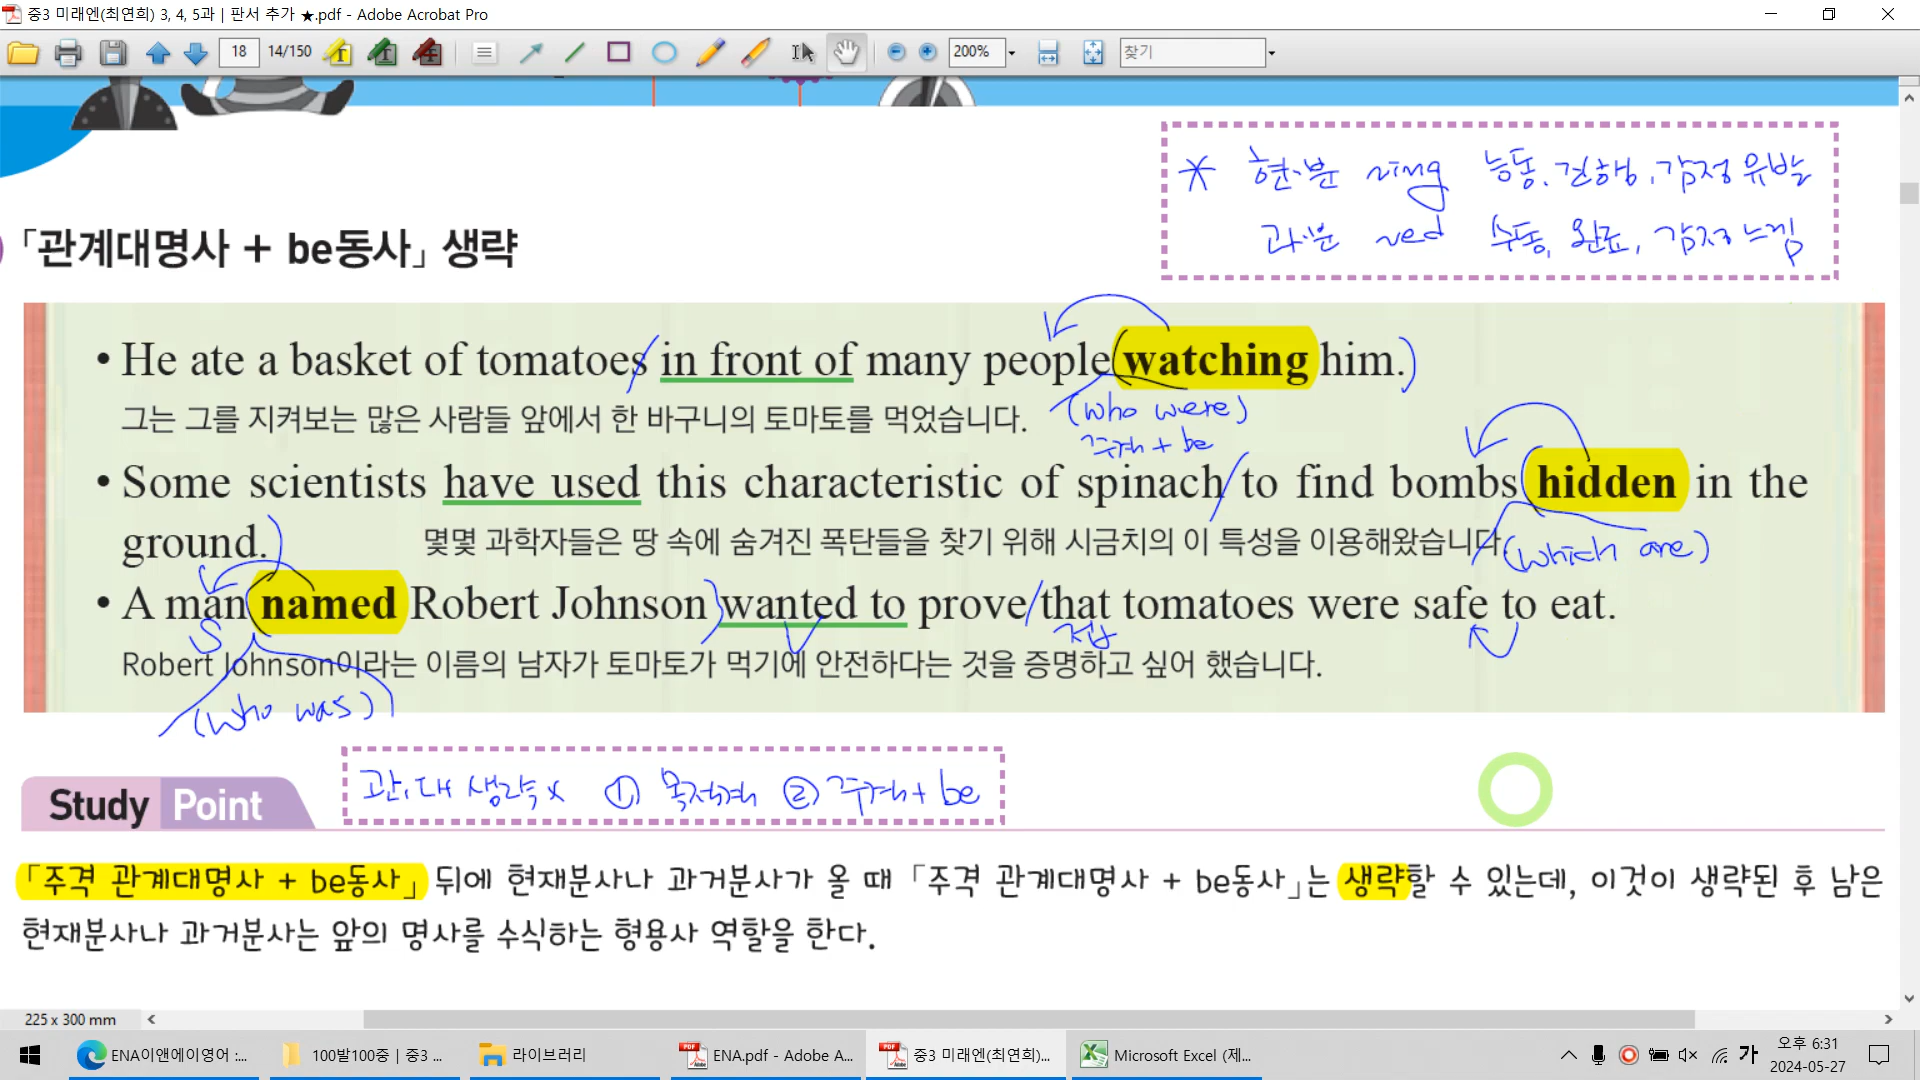 중3 미래엔(최연희) 3, 4, 5과 | 판서 추가 ★.pdf - Adobe Acrobat Pro
18 14/150 200% 찾기
* 현·분 ving 능동, 진행, 감정 유발
과·분 ved 수동, 완료, 감정 느낌
「관계대명사 + be동사」 생략
• He ate a basket of tomatoes in front of many people watching him.
그는 그를 지켜보는 많은 사람들 앞에서 한 바구니의 토마토를 먹었습니다.
(who were)
주격 + be
• Some scientists have used this characteristic of spinach to find bombs hidden in the
ground. 몇몇 과학자들은 땅 속에 숨겨진 폭탄들을 찾기 위해 시금치의 이 특성을 이용해왔습니다.
(which are)
• A man named Robert Johnson wanted to prove that tomatoes were safe to eat.
S 접
Robert Johnson이라는 이름의 남자가 토마토가 먹기에 안전하다는 것을 증명하고 싶어 했습니다.
(who was)
관.대 생략 x ① 목적격 ② 주격 + be
Study Point
「주격 관계대명사 + be동사」 뒤에 현재분사나 과거분사가 올 때 「주격 관계대명사 + be동사」는 생략할 수 있는데, 이것이 생략된 후 남은
현재분사나 과거분사는 앞의 명사를 수식하는 형용사 역할을 한다.
225 x 300 mm
ENA이앤에이영어 :... 100발100중 | 중3 ... 라이브러리 ENA.pdf - Adobe A... 중3 미래엔(최연희)... Microsoft Excel (제... 가 오후 6:31
2024-05-27